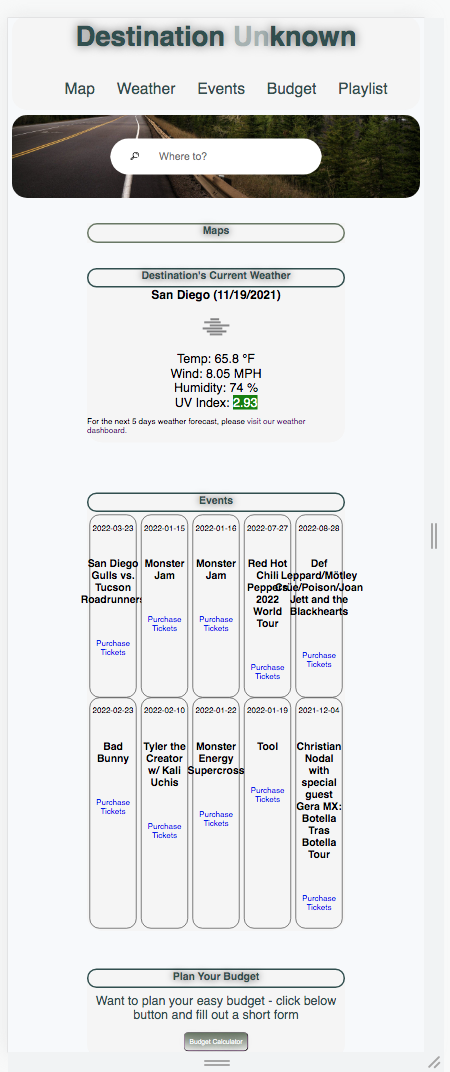 Destination Unknown
Map Weather Events Budget Playlist
Where to?
Maps
Destination's Current Weather
San Diego (11/19/2021)
Temp: 65.8 °F
Wind: 8.05 MPH
Humidity: 74 %
UV Index: 2.93
For the next 5 days weather forecast, please visit our weather
dashboard.
Events
2022-03-23
San Diego
Gulls vs.
Tucson
Roadrunners
Purchase
Tickets
2022-01-15
Monster
Jam
Purchase
Tickets
2022-01-16
Monster
Jam
Purchase
Tickets
2022-07-27
Red Hot
Chili
Peppers
2022
World
Tour
Purchase
Tickets
2022-08-28
Def
Leppard/Mötley
Crüe/Poison/Joan
Jett and the
Blackhearts
Purchase
Tickets
2022-02-23
Bad
Bunny
Purchase
Tickets
2022-02-10
Tyler the
Creator
w/ Kali
Uchis
Purchase
Tickets
2022-01-22
Monster
Energy
Supercross
Purchase
Tickets
2022-01-19
Tool
Purchase
Tickets
2021-12-04
Christian
Nodal
with
special
guest
Gera MX:
Botella
Tras
Botella
Tour
Purchase
Tickets
Plan Your Budget
Want to plan your easy budget - click below
button and fill out a short form
Budget Calculator